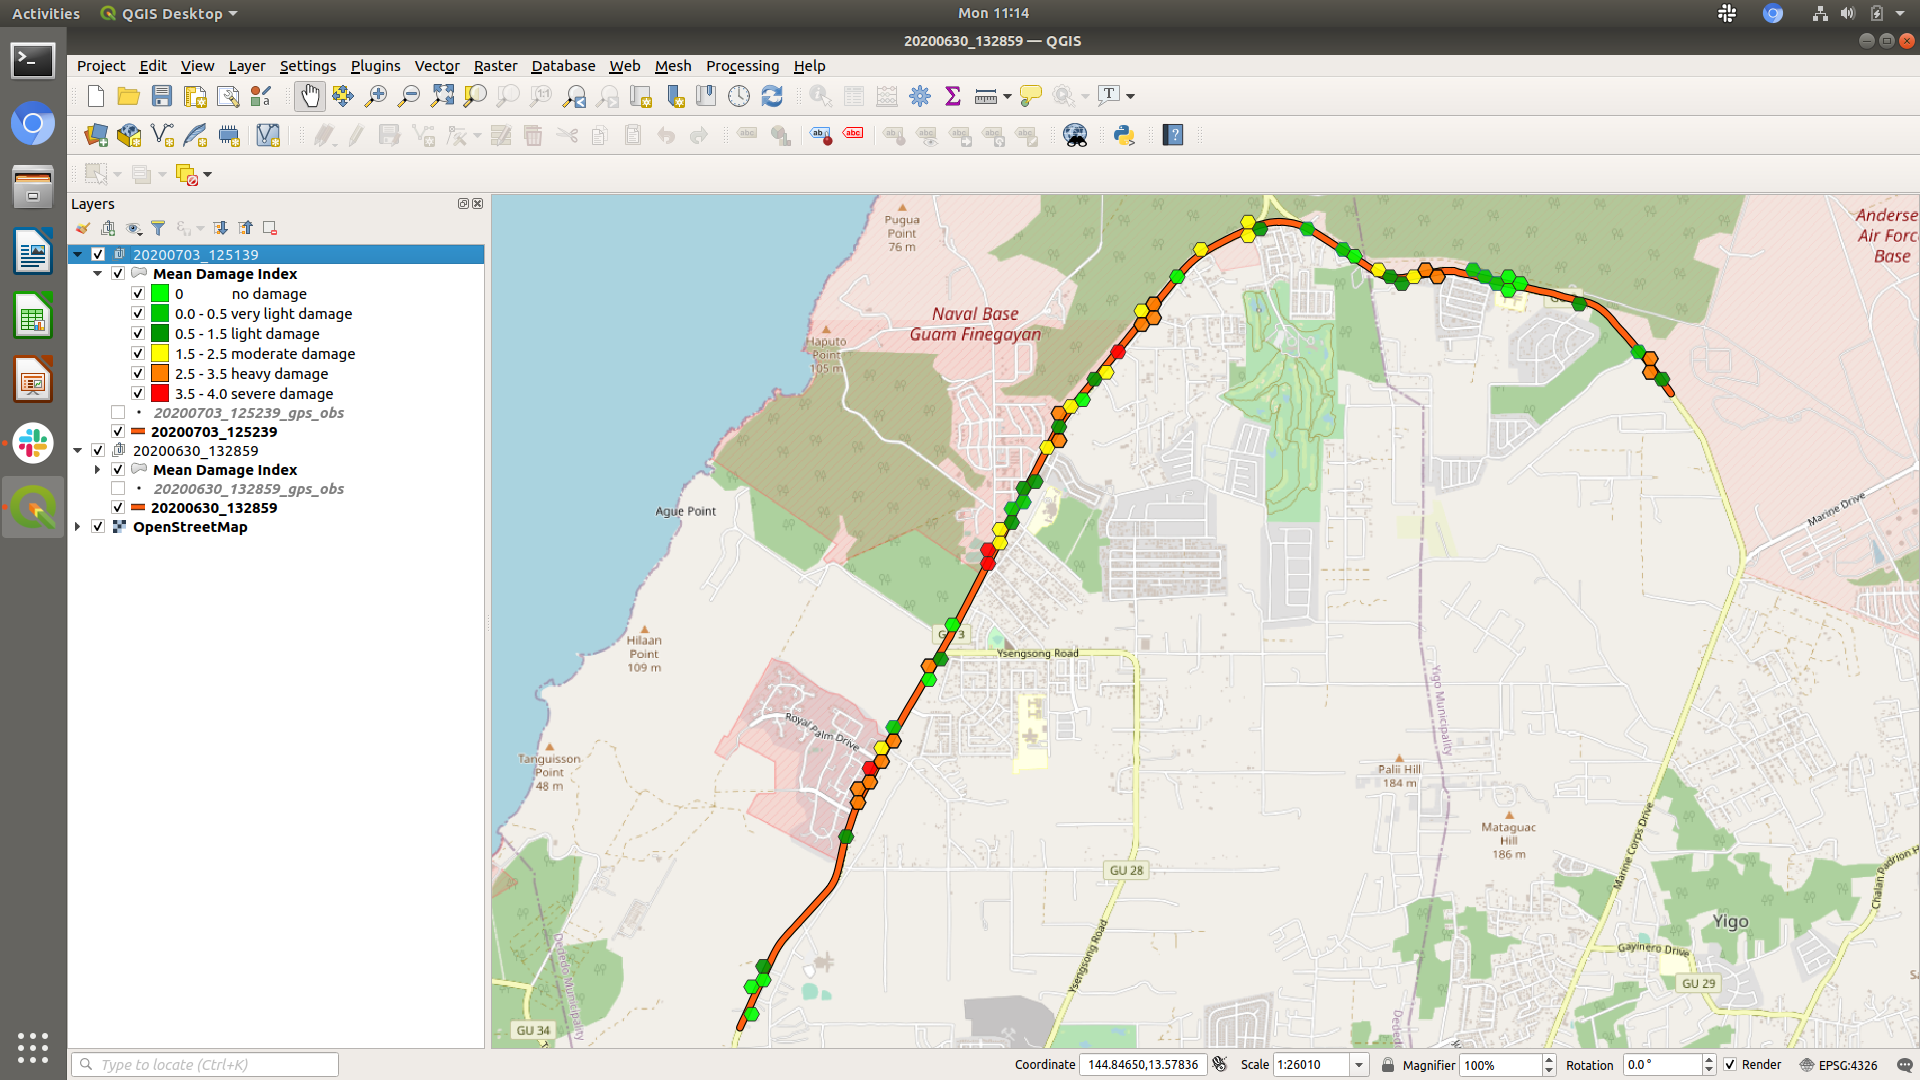 Activities
QGIS Desktop
Mon 11:14
20200630_132859 — QGIS
Project Edit View Layer Settings Plugins Vector Raster Database Web Mesh Processing Help
Layers
20200703_125139
Mean Damage Index
0 no damage
0.0 - 0.5 very light damage
0.5 - 1.5 light damage
1.5 - 2.5 moderate damage
2.5 - 3.5 heavy damage
3.5 - 4.0 severe damage
20200703_125239_gps_obs
20200703_125239
20200630_132859
Mean Damage Index
20200630_132859_gps_obs
20200630_132859
OpenStreetMap
Pugua
Point
76 m
Naval Base
Guam Finegayan
Haputo
Point
105 m
Anderse
Air Forc
Base
Ague Point
Marine Drive
Hilaan
Point
109 m
Ysengsong Road
Yigo Municipality
Royal Palm Drive
Tanguisson
Point
48 m
Palii Hill
184 m
Mataguac
Hill
186 m
Marine Corps Drive
GU 28
Yigo
Ysengsong Road
Gayinero Drive
GU 29
Dededo Municipality
GU 34
Type to locate (Ctrl+K)
Coordinate 144.84650,13.57836 Scale 1:26010 Magnifier 100% Rotation 0.0 ° Render EPSG:4326